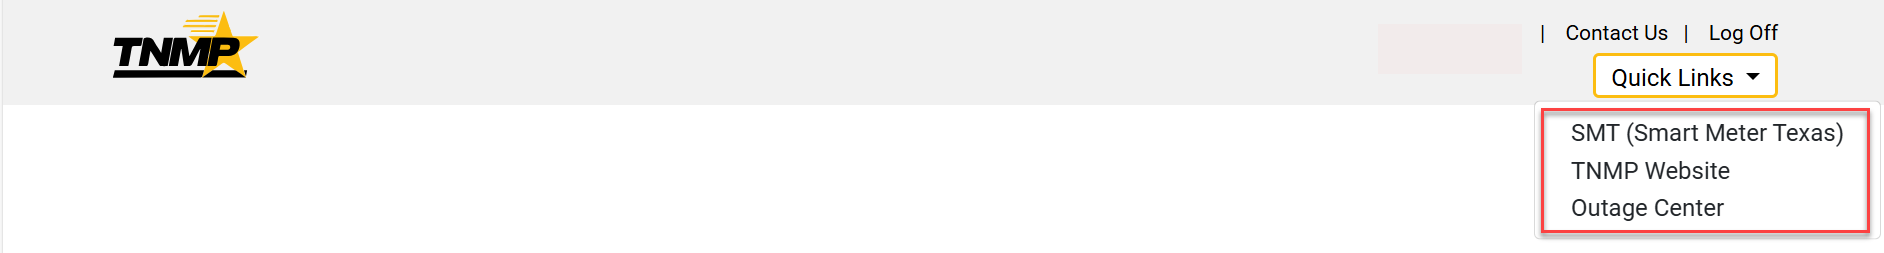 TNMP
| Contact Us | Log Off
Quick Links
SMT (Smart Meter Texas)
TNMP Website
Outage Center